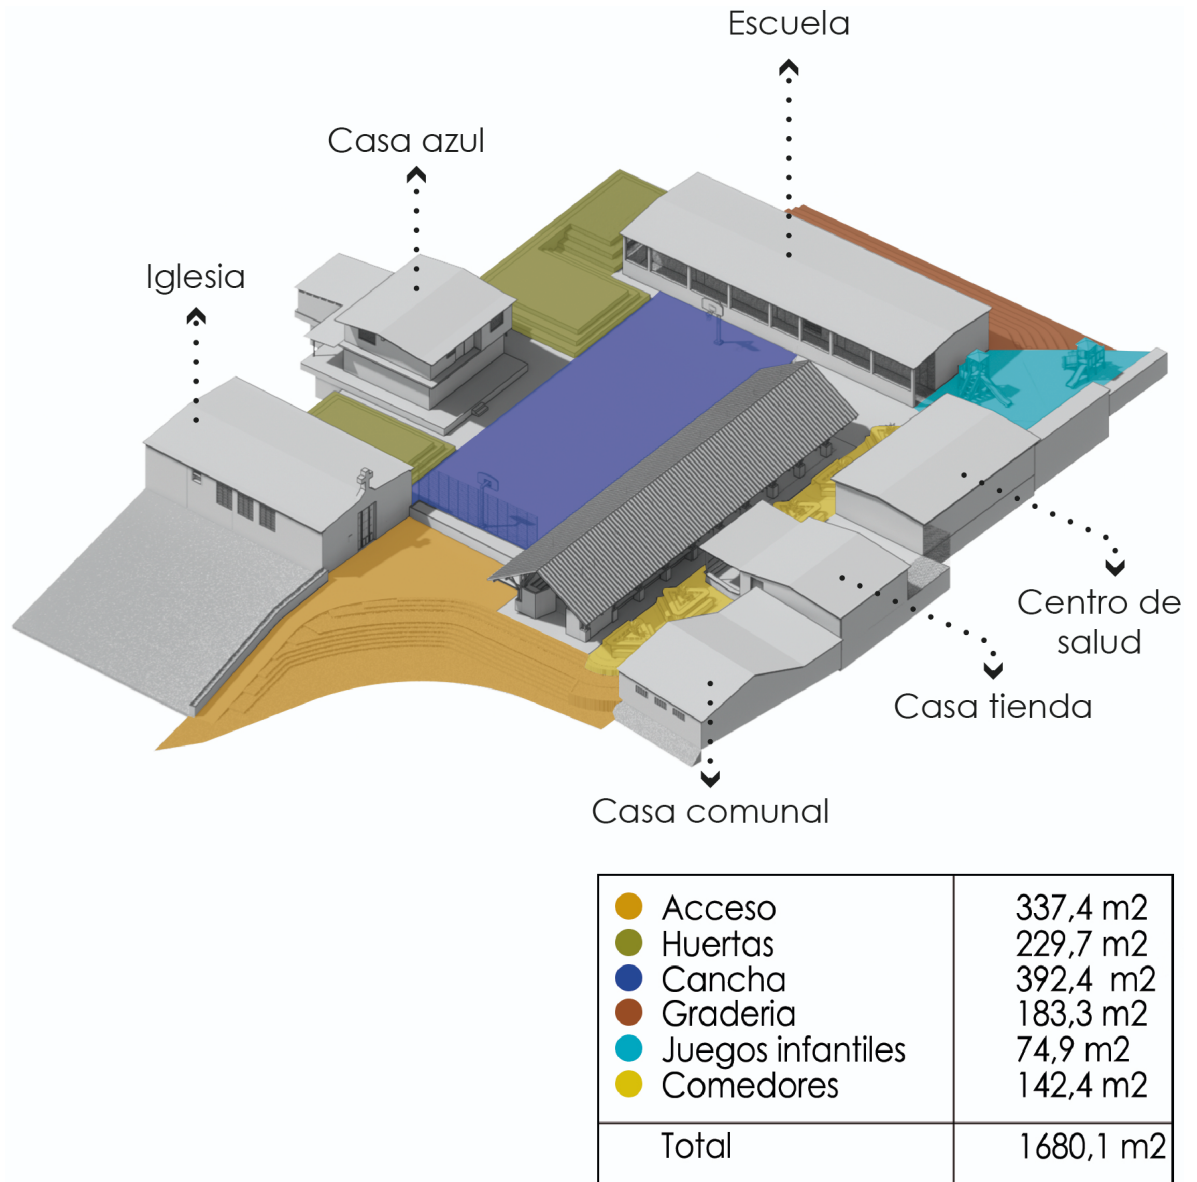 Escuela
Casa azul
Iglesia
Centro de
salud
Casa tienda
Casa comunal
Acceso 337,4 m2
Huertas 229,7 m2
Cancha 392,4 m2
Graderia 183,3 m2
Juegos infantiles 74,9 m2
Comedores 142,4 m2
Total 1680,1 m2